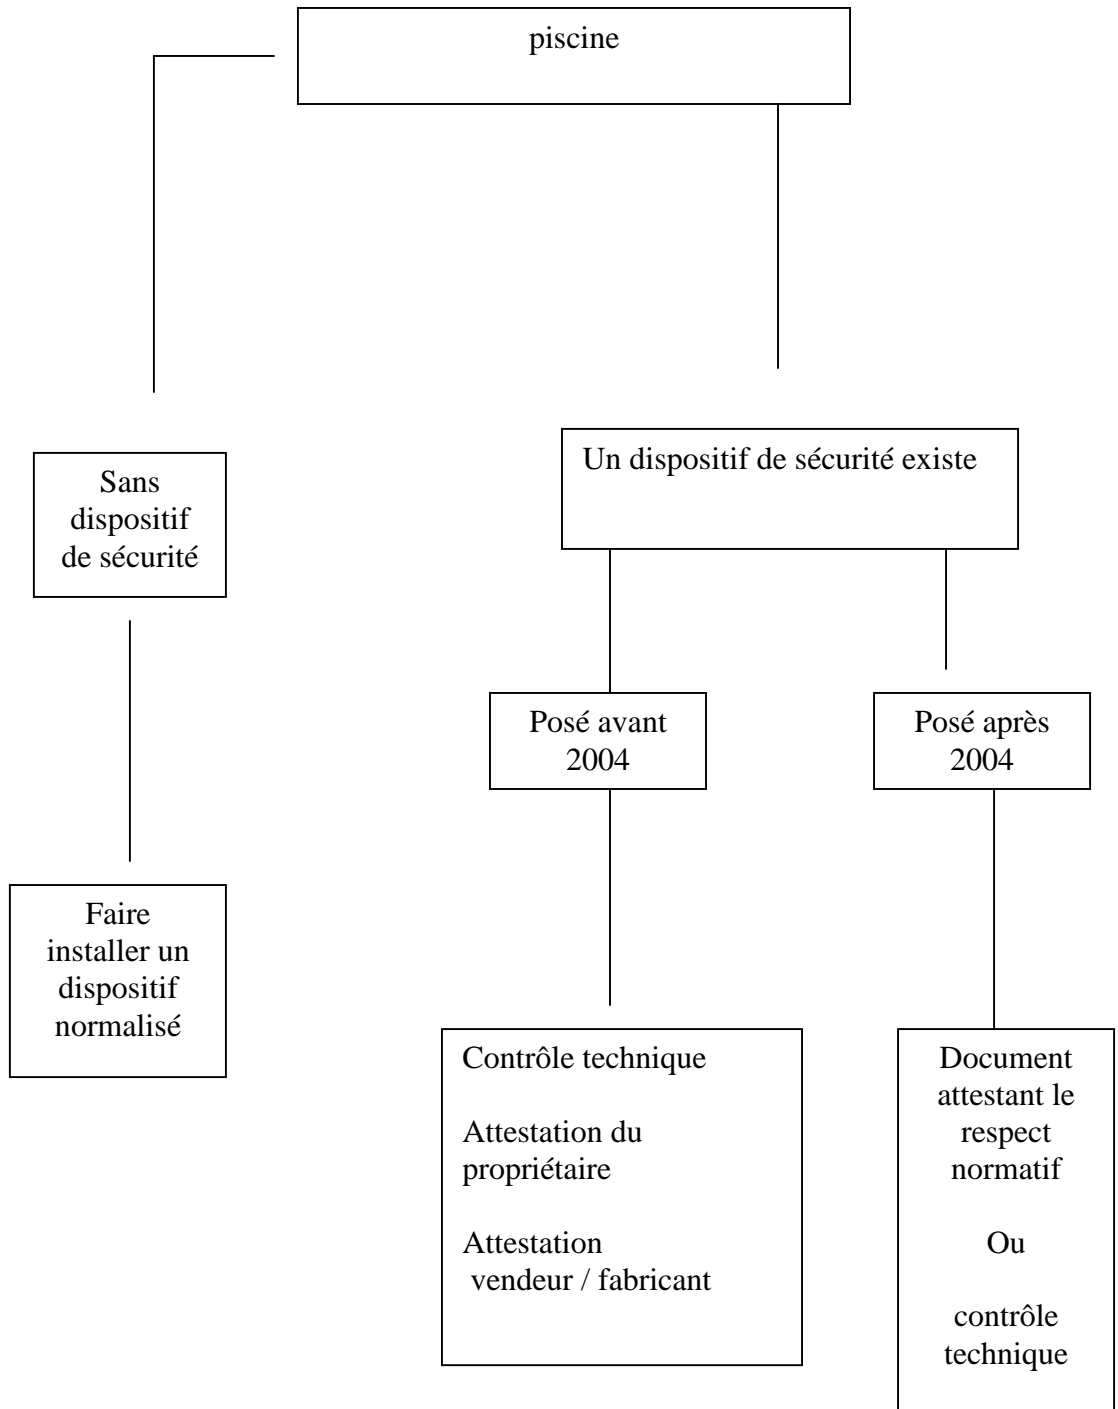 piscine
Sans
dispositif
de sécurité
Un dispositif de sécurité existe
Posé avant
2004
Posé après
2004
Faire
installer un
dispositif
normalisé
Contrôle technique
Attestation du
propriétaire
Attestation
vendeur / fabricant
Document
attestant le
respect
normatif
Ou
contrôle
technique